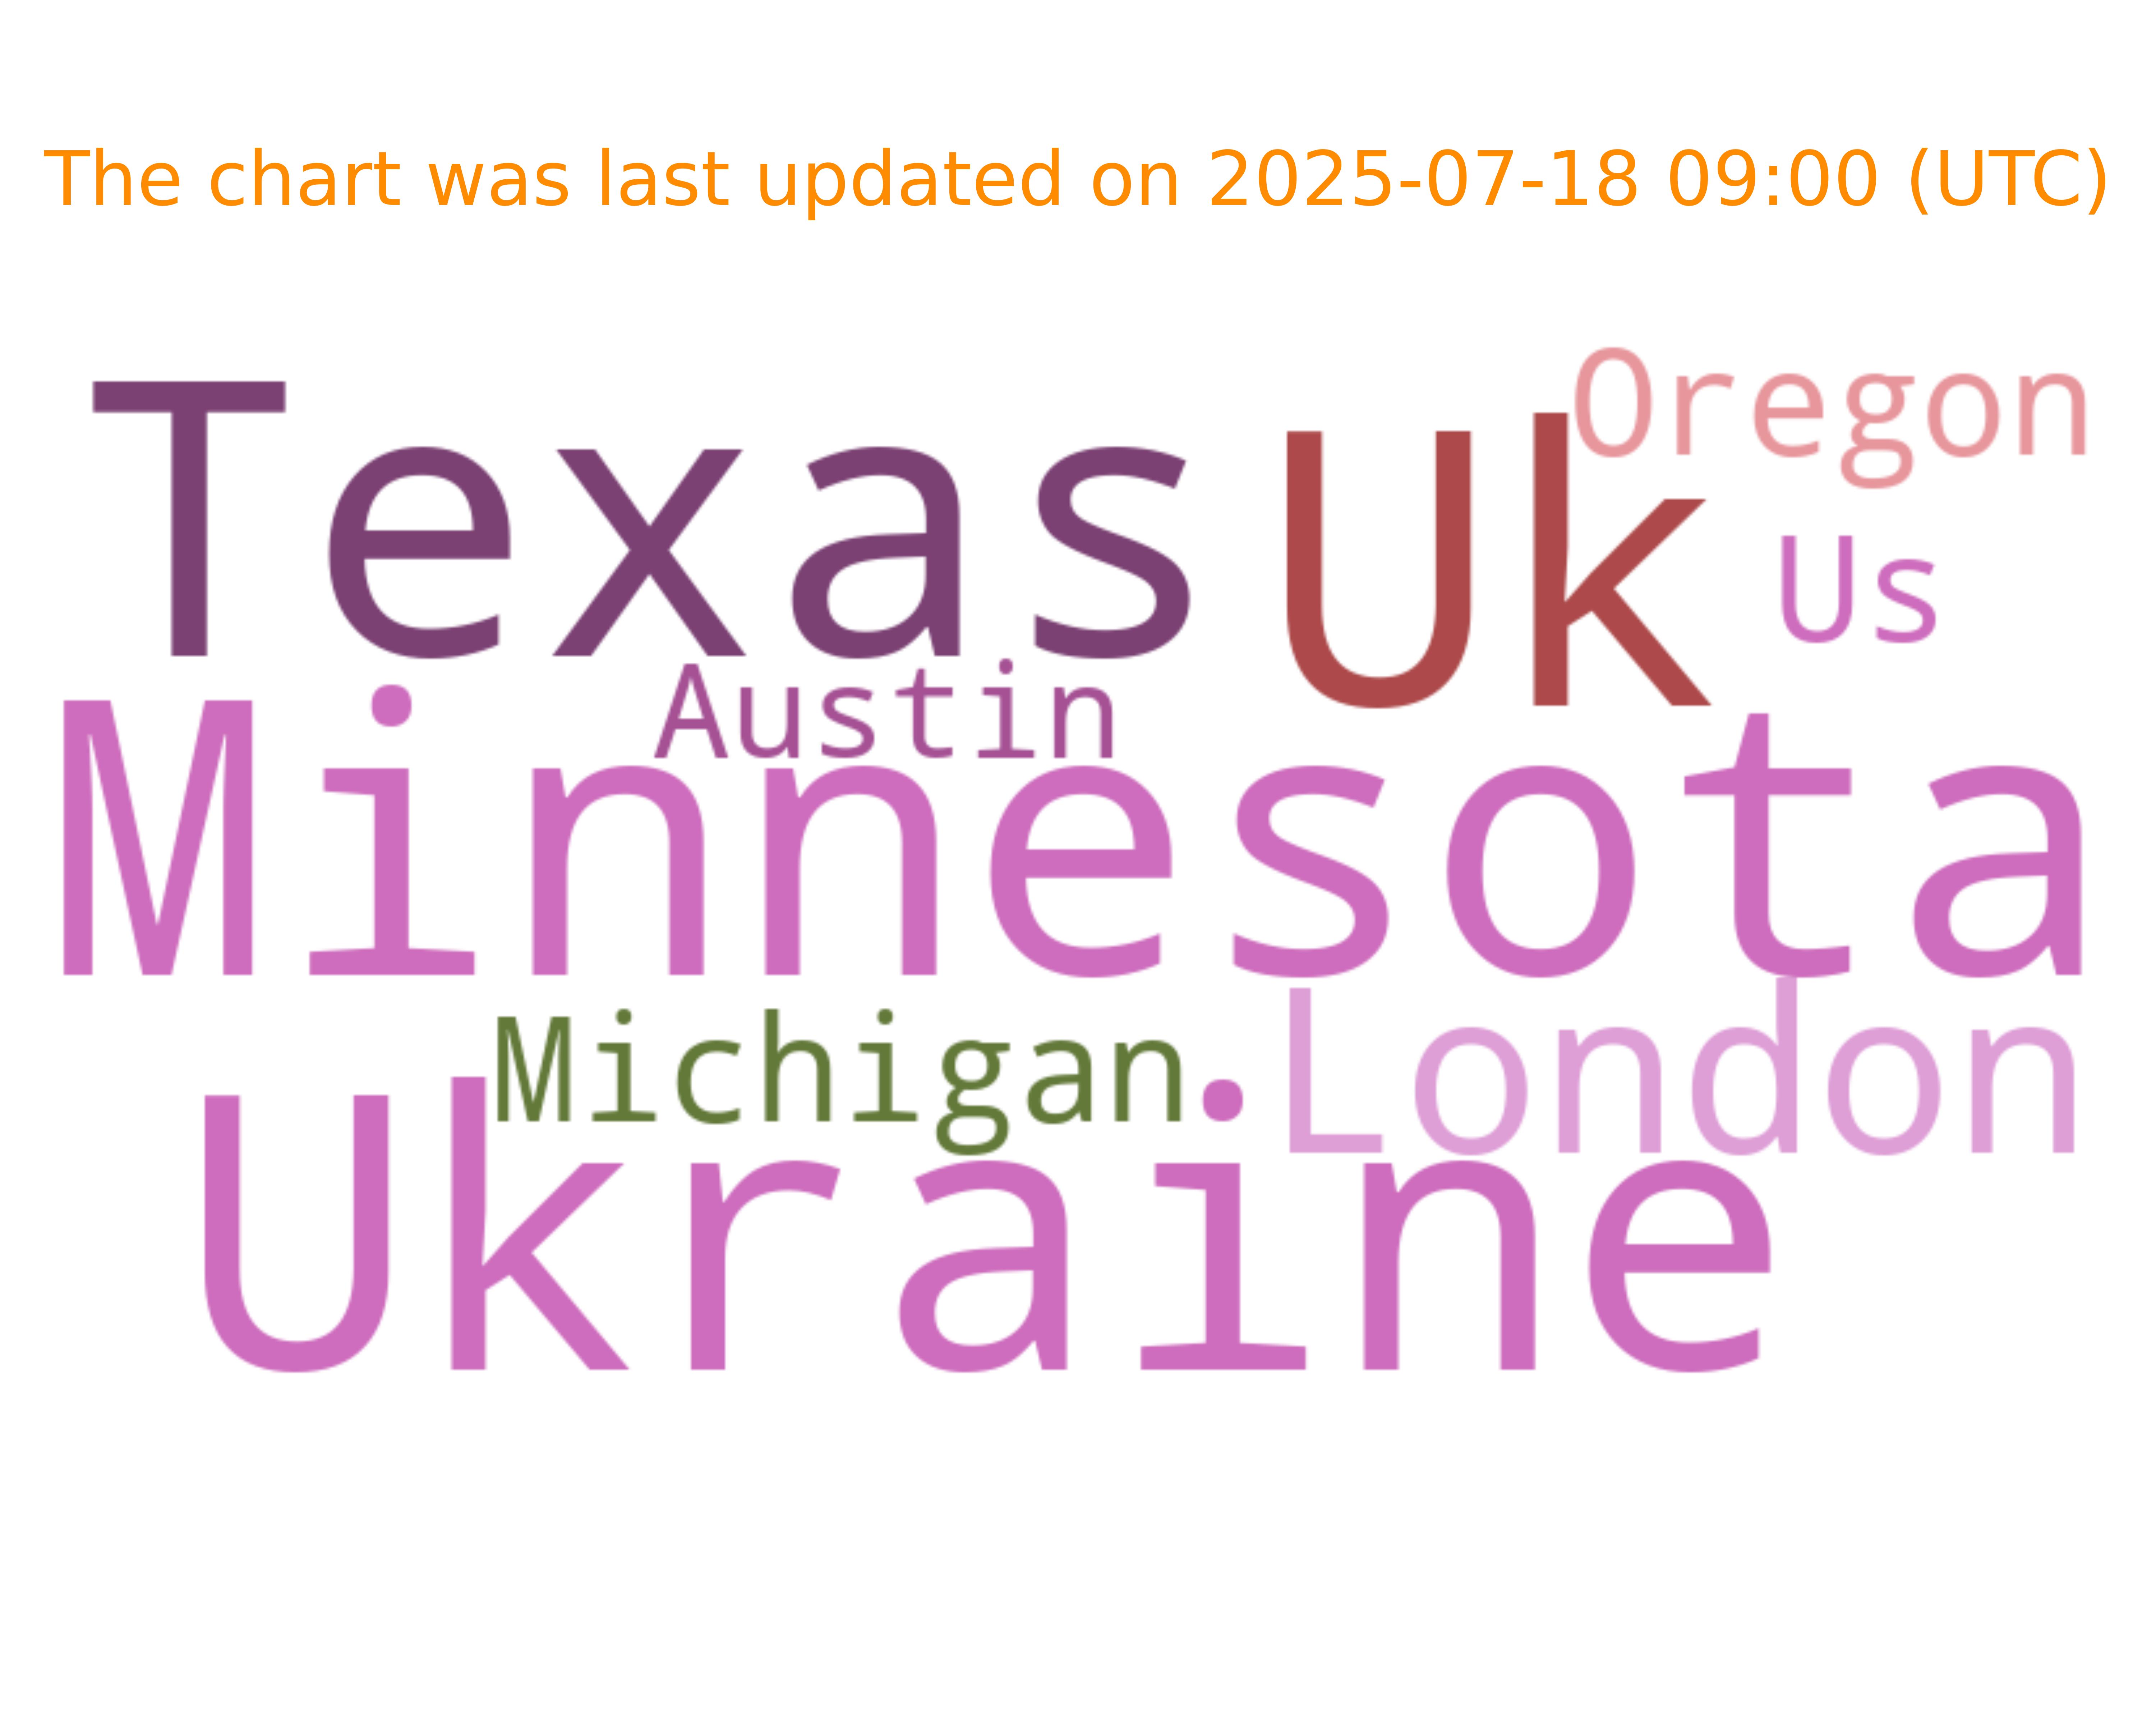 The chart was last updated on 2025-07-18 09:00 (UTC)
Oregon
Texas Uk
Us
Austin
Minnesota
Michigan London
Ukraine